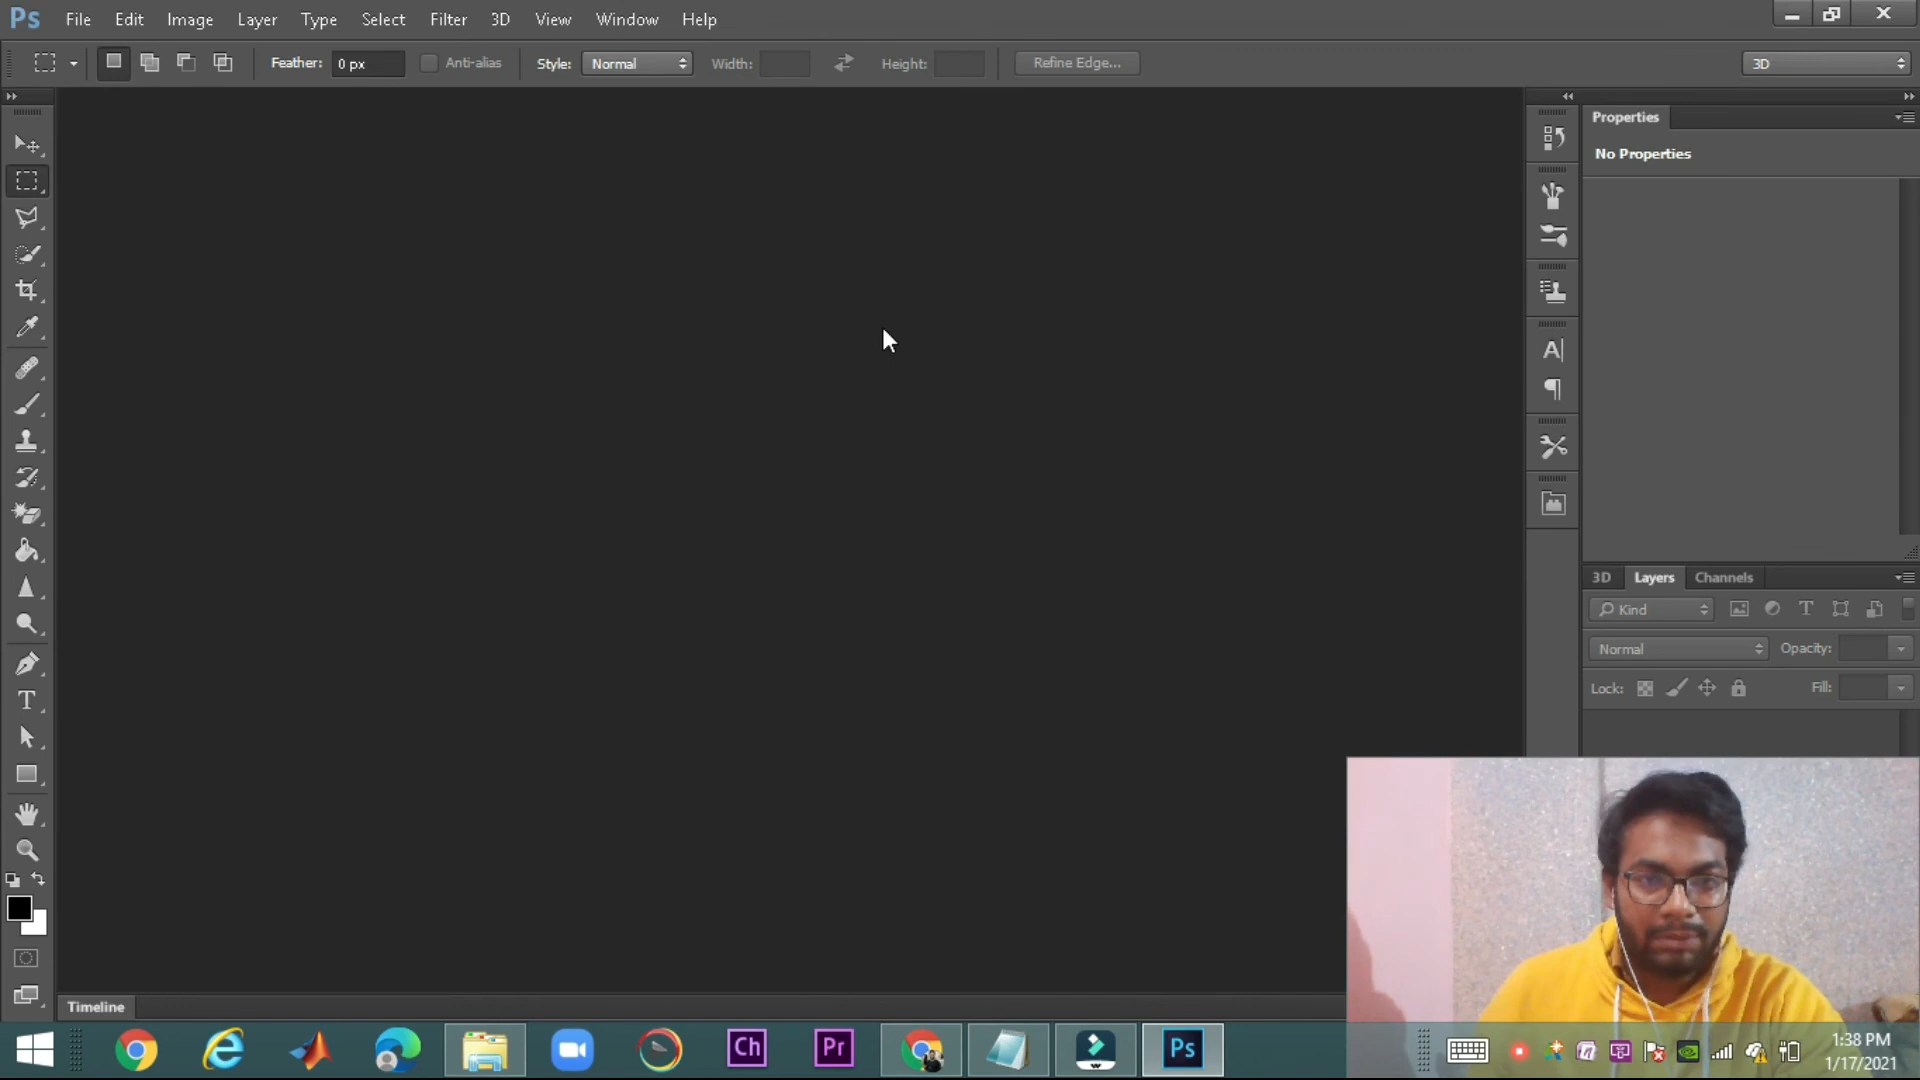 Ps File Edit Image Layer Type Select Filter 3D View Window Help
Feather: 0 px Anti-alias Style: Normal Width: Height: Refine Edge... 3D
Properties
No Properties
3D Layers Channels
Kind
Normal Opacity:
Lock: Fill:
Timeline
Ch Pr Ps
1:38 PM
1/17/2021